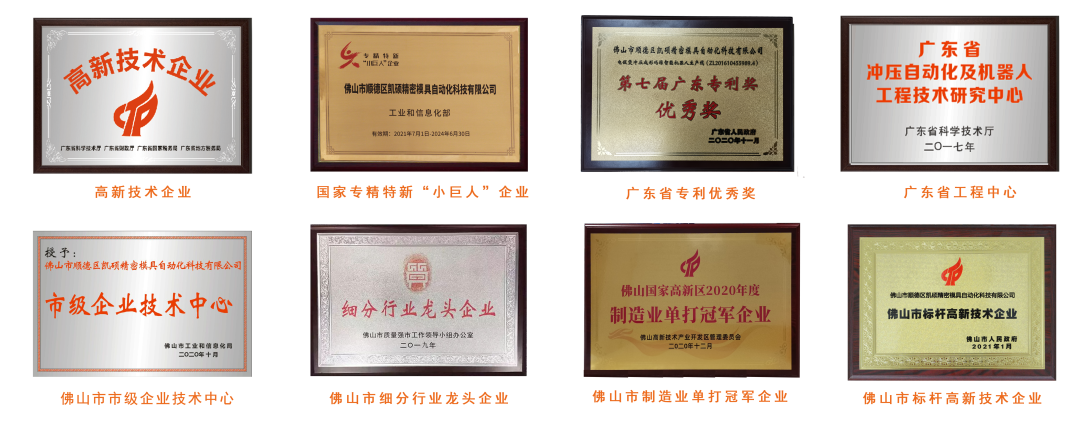 高新技术企业
广东省科学技术厅 广东省财政厅 广东省国家税务局 广东省地方税务局
高新技术企业
专精特新
“小巨人”企业
佛山市顺德区凯硕精密模具自动化科技有限公司
工业和信息化部
有效期：2021年7月1日-2024年6月30日
国家专精特新“小巨人”企业
佛山市顺德区凯硕精密模具自动化科技有限公司
第七届广东专利奖
优秀奖
广东省人民政府
二〇二〇年十一月
广东省专利优秀奖
广东省
冲压自动化及机器人
工程技术研究中心
广东省科学技术厅
二〇一七年
广东省工程中心
授予：
佛山市顺德区凯硕精密模具自动化科技有限公司
市级企业技术中心
佛山市工业和信息化局
二〇二〇年十月
佛山市市级企业技术中心
细分行业龙头企业
佛山市质量强市工作领导小组办公室
二〇一九年
佛山市细分行业龙头企业
佛山国家高新区2020年度
制造业单打冠军企业
佛山高新技术产业开发区管理委员会
二〇二〇年十二月
佛山市制造业单打冠军企业
佛山市顺德区凯硕精密模具自动化科技有限公司
佛山市标杆高新技术企业
佛山市人民政府
2021年1月
佛山市标杆高新技术企业